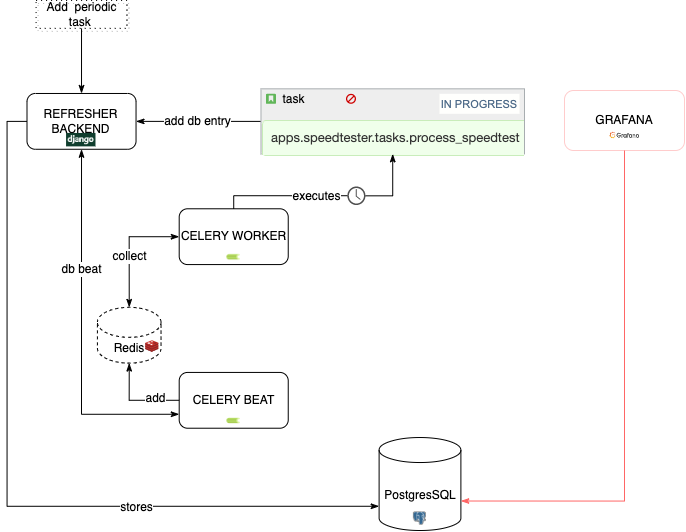 Add periodic
task
REFRESHER
BACKEND
django
add db entry
task
IN PROGRESS
apps.speedtester.tasks.process_speedtest
GRAFANA
Grafana
executes
CELERY WORKER
collect
db beat
Redis
add
CELERY BEAT
PostgresSQL
stores